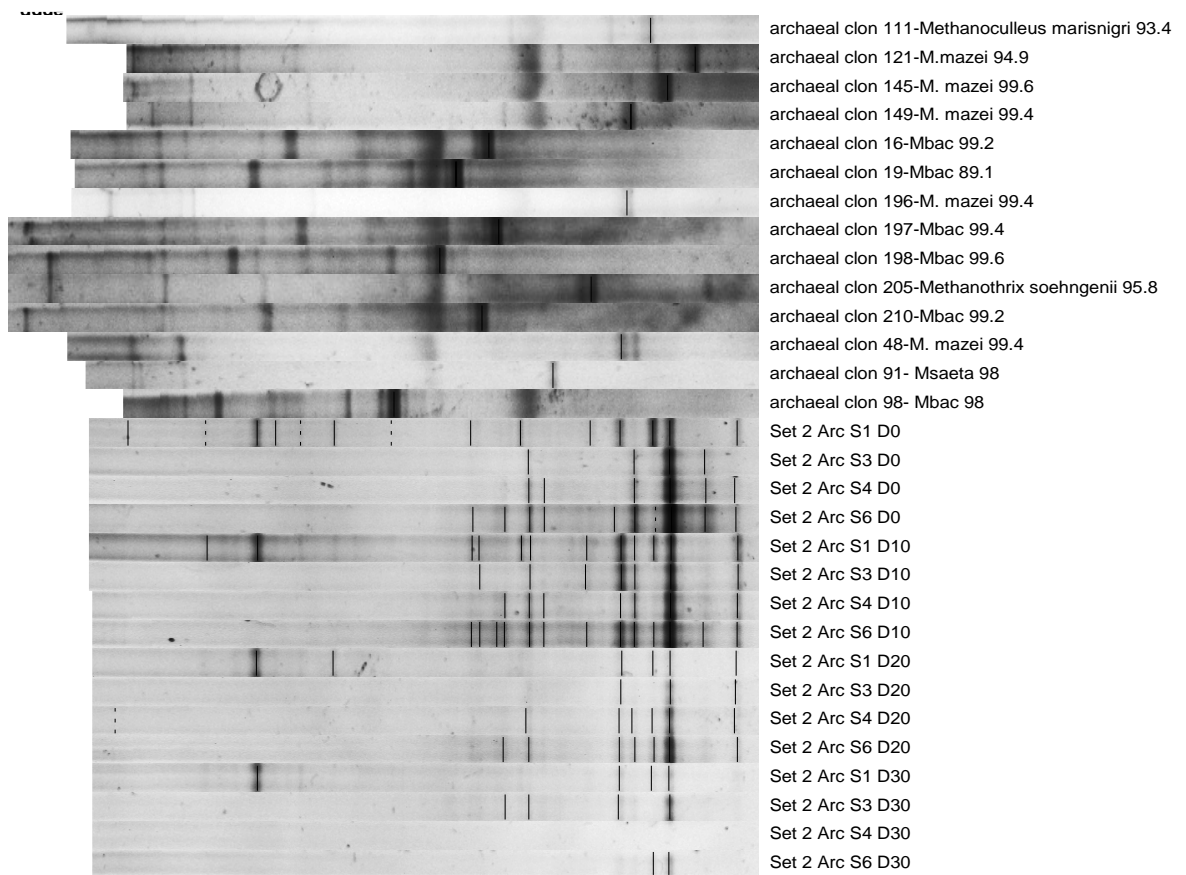 archaeal clon 111-Methanoculleus marisnigri 93.4
archaeal clon 121-M.mazei 94.9
archaeal clon 145-M. mazei 99.6
archaeal clon 149-M. mazei 99.4
archaeal clon 16-Mbac 99.2
archaeal clon 19-Mbac 89.1
archaeal clon 196-M. mazei 99.4
archaeal clon 197-Mbac 99.4
archaeal clon 198-Mbac 99.6
archaeal clon 205-Methanothrix soehngenii 95.8
archaeal clon 210-Mbac 99.2
archaeal clon 48-M. mazei 99.4
archaeal clon 91- Msaeta 98
archaeal clon 98- Mbac 98
Set 2 Arc S1 D0
Set 2 Arc S3 D0
Set 2 Arc S4 D0
Set 2 Arc S6 D0
Set 2 Arc S1 D10
Set 2 Arc S3 D10
Set 2 Arc S4 D10
Set 2 Arc S6 D10
Set 2 Arc S1 D20
Set 2 Arc S3 D20
Set 2 Arc S4 D20
Set 2 Arc S6 D20
Set 2 Arc S1 D30
Set 2 Arc S3 D30
Set 2 Arc S4 D30
Set 2 Arc S6 D30